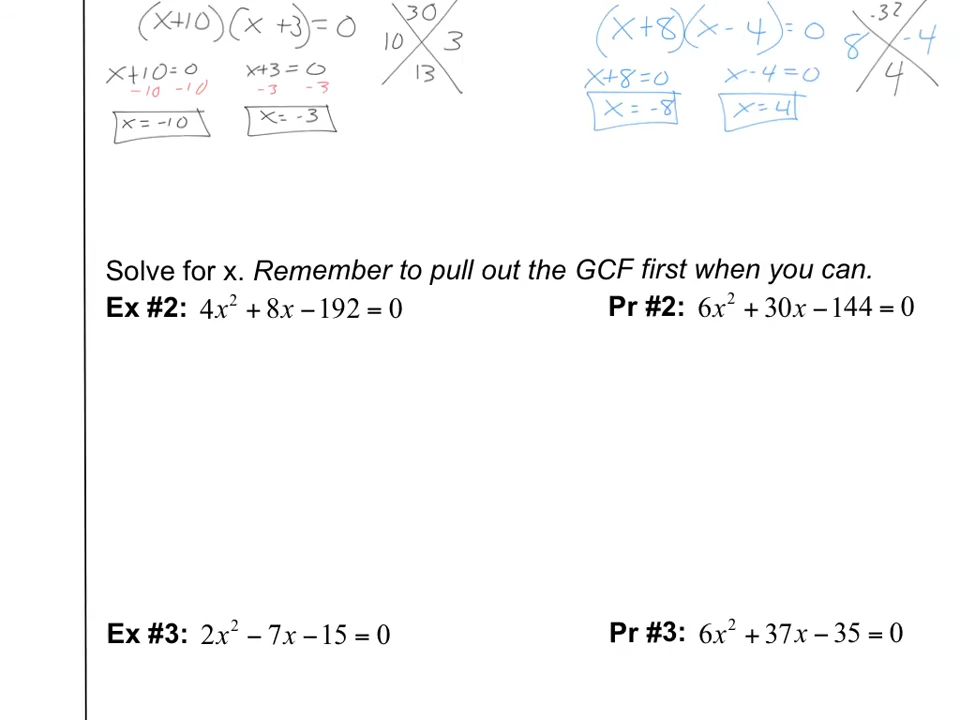 (x+10)(x+3)=0 30 10 3 13
x+10=0 x+3=0
-10 -10 -3 -3
x=-10 x=-3
(x+8)(x-4)=0 -32 8 -4 4
x+8=0 x-4=0
x=-8 x=4
Solve for x. Remember to pull out the GCF first when you can.
Ex #2: 4x² + 8x − 192 = 0 Pr #2: 6x² + 30x − 144 = 0
Ex #3: 2x² − 7x − 15 = 0 Pr #3: 6x² + 37x − 35 = 0